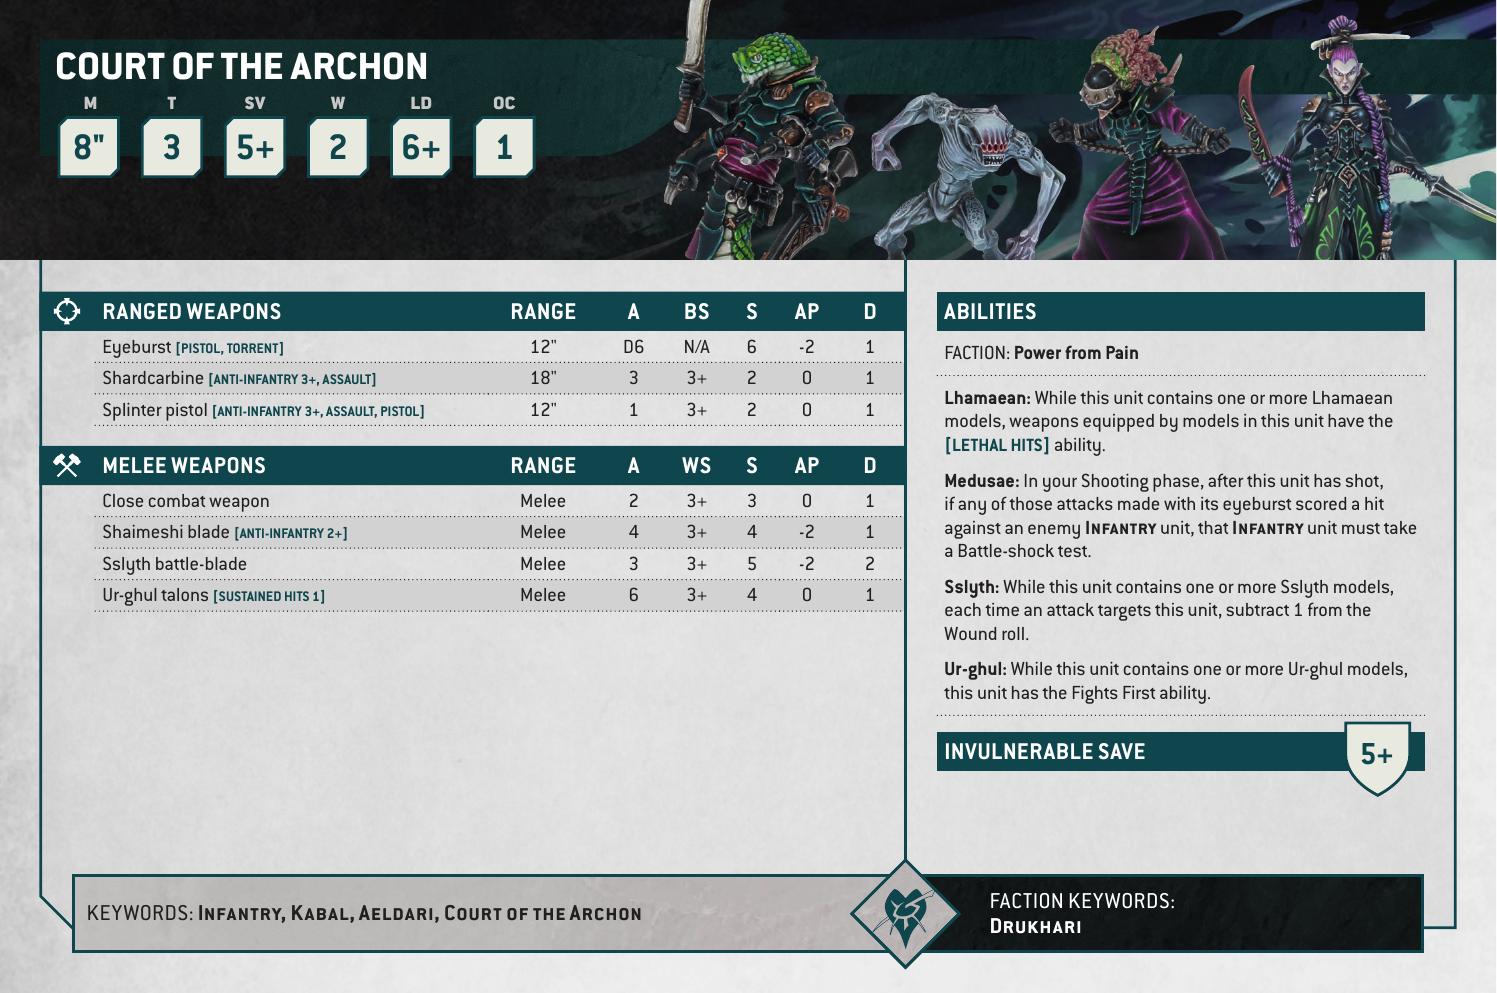 COURT OF THE ARCHON
M T SV W LD OC
8" 3 5+ 2 6+ 1
RANGED WEAPONS RANGE A BS S AP D
Eyeburst [PISTOL, TORRENT] 12" D6 N/A 6 -2 1
Shardcarbine [ANTI-INFANTRY 3+, ASSAULT] 18" 3 3+ 2 0 1
Splinter pistol [ANTI-INFANTRY 3+, ASSAULT, PISTOL] 12" 1 3+ 2 0 1
MELEE WEAPONS RANGE A WS S AP D
Close combat weapon Melee 2 3+ 3 0 1
Shaimeshi blade [ANTI-INFANTRY 2+] Melee 4 3+ 4 -2 1
Sslyth battle-blade Melee 3 3+ 5 -2 2
Ur-ghul talons [SUSTAINED HITS 1] Melee 6 3+ 4 0 1
ABILITIES
FACTION: Power from Pain
Lhamaean: While this unit contains one or more Lhamaean
models, weapons equipped by models in this unit have the
[LETHAL HITS] ability.
Medusae: In your Shooting phase, after this unit has shot,
if any of those attacks made with its eyeburst scored a hit
against an enemy INFANTRY unit, that INFANTRY unit must take
a Battle-shock test.
Sslyth: While this unit contains one or more Sslyth models,
each time an attack targets this unit, subtract 1 from the
Wound roll.
Ur-ghul: While this unit contains one or more Ur-ghul models,
this unit has the Fights First ability.
INVULNERABLE SAVE 5+
KEYWORDS: INFANTRY, KABAL, AELDARI, COURT OF THE ARCHON
FACTION KEYWORDS:
DRUKHARI